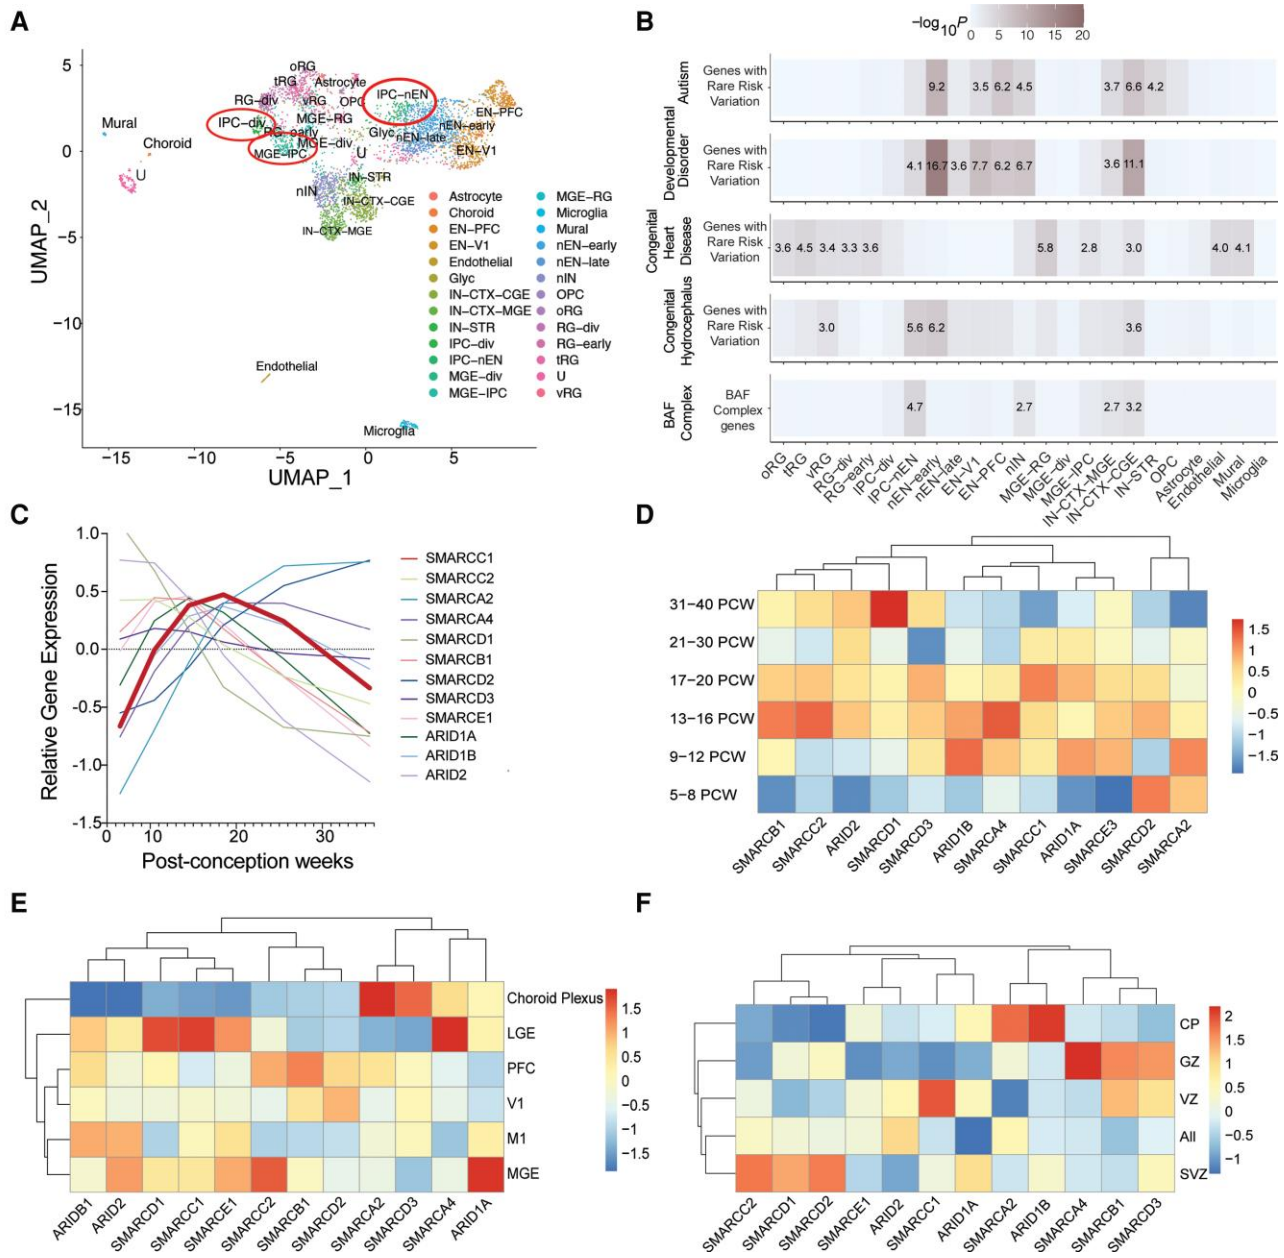 A
UMAP_2
5
0
−5
−10
−15
−15
−10
−5
0
5
UMAP_1
oRG
tRG
Astrocyte
RG−div
vRG
OPC
IPC−nEN
EN−PFC
IPC−div
MGE−RG
RG−early
Glyc
nEN−early
nEN−late
MGE−div
MGE−IPC
U
EN−V1
Mural
Choroid
U
nIN
IN−STR
IN−CTX−CGE
IN−CTX−MGE
Endothelial
Microglia
Astrocyte
Choroid
EN−PFC
EN−V1
Endothelial
Glyc
IN−CTX−CGE
IN−CTX−MGE
IN−STR
IPC−div
IPC−nEN
MGE−div
MGE−IPC
MGE−RG
Microglia
Mural
nEN−early
nEN−late
nIN
OPC
oRG
RG−div
RG−early
tRG
U
vRG
B
−log10P
0 5 10 15 20
Autism
Genes with
Rare Risk
Variation
9.2 3.5 6.2 4.5 3.7 6.6 4.2
Developmental
Disorder
Genes with
Rare Risk
Variation
4.1 16.7 3.6 7.7 6.2 6.7 3.6 11.1
Congenital
Heart
Disease
Genes with
Rare Risk
Variation
3.6 4.5 3.4 3.3 3.6 5.8 2.8 3.0 4.0 4.1
Congenital
Hydrocephalus
Genes with
Rare Risk
Variation
3.0 5.6 6.2 3.6
BAF
Complex
BAF
Complex
genes
4.7 2.7 2.7 3.2
oRG
tRG
vRG
RG−div
RG−early
IPC−div
IPC−nEN
nEN−early
nEN−late
EN−V1
EN−PFC
nIN
MGE−RG
MGE−div
MGE−IPC
IN−CTX−MGE
IN−CTX−CGE
IN−STR
OPC
Astrocyte
Endothelial
Mural
Microglia
C
Relative Gene Expression
1.0
0.5
0.0
-0.5
-1.0
-1.5
0 10 20 30
Post-conception weeks
SMARCC1
SMARCC2
SMARCA2
SMARCA4
SMARCD1
SMARCB1
SMARCD2
SMARCD3
SMARCE1
ARID1A
ARID1B
ARID2
D
31−40 PCW
21−30 PCW
17−20 PCW
13−16 PCW
9−12 PCW
5−8 PCW
SMARCB1
SMARCC2
ARID2
SMARCD1
SMARCD3
ARID1B
SMARCA4
SMARCC1
ARID1A
SMARCE3
SMARCD2
SMARCA2
1.5
1
0.5
0
−0.5
−1
−1.5
E
Choroid Plexus
LGE
PFC
V1
M1
MGE
ARIDB1
ARID2
SMARCD1
SMARCC1
SMARCE1
SMARCC2
SMARCB1
SMARCD2
SMARCA2
SMARCD3
SMARCA4
ARID1A
1.5
1
0.5
0
−0.5
−1
−1.5
F
CP
GZ
VZ
All
SVZ
SMARCC2
SMARCD1
SMARCD2
SMARCE1
ARID2
SMARCC1
ARID1A
SMARCA2
ARID1B
SMARCA4
SMARCB1
SMARCD3
2
1.5
1
0.5
0
−0.5
−1